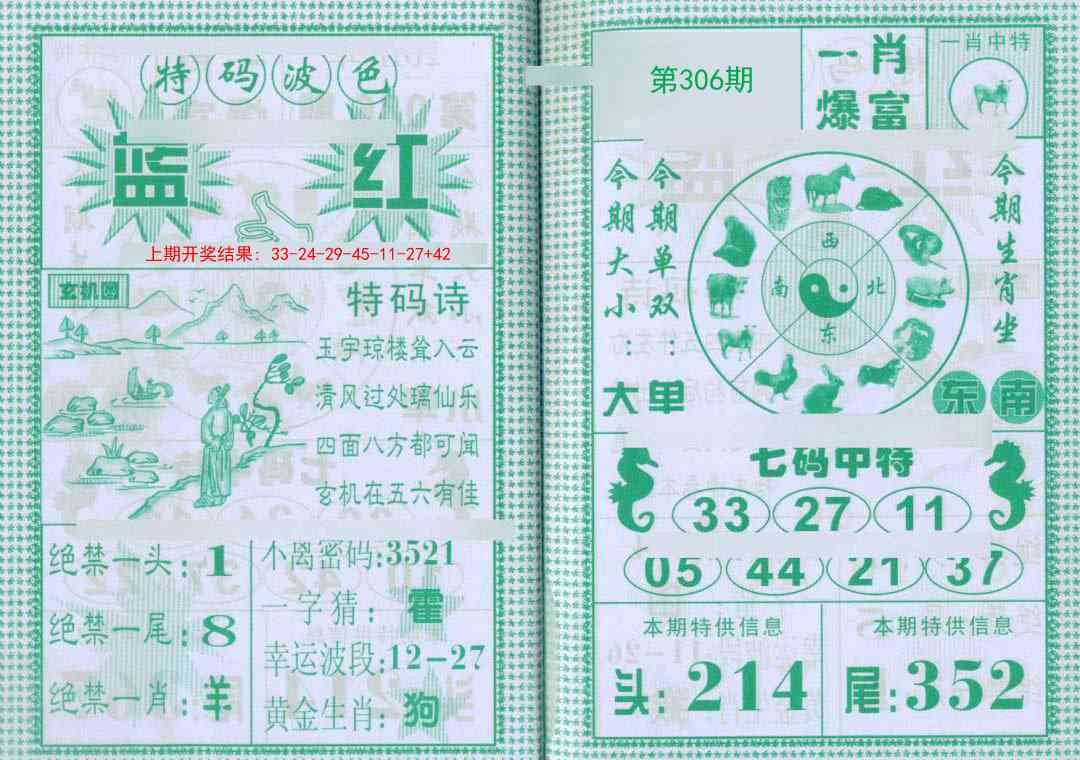 特码波色
蓝 红
上期开奖结果：33-24-29-45-11-27+42
玄机图
特码诗
玉宇琼楼耸入云
清风过处璃仙乐
四面八方都可闻
玄机在五六有佳
绝禁一头:1
绝禁一尾:8
绝禁一肖:羊
不离密码:3521
一字猜：霍
幸运波段:12-27
黄金生肖:狗
第306期
一肖
爆富
一肖中特
今期大小：大
今期单双：单
西
南 北
东
今期生肖坐
东南
七码中特
33 27 11
05 44 21 37
本期特供信息
头:214
本期特供信息
尾:352